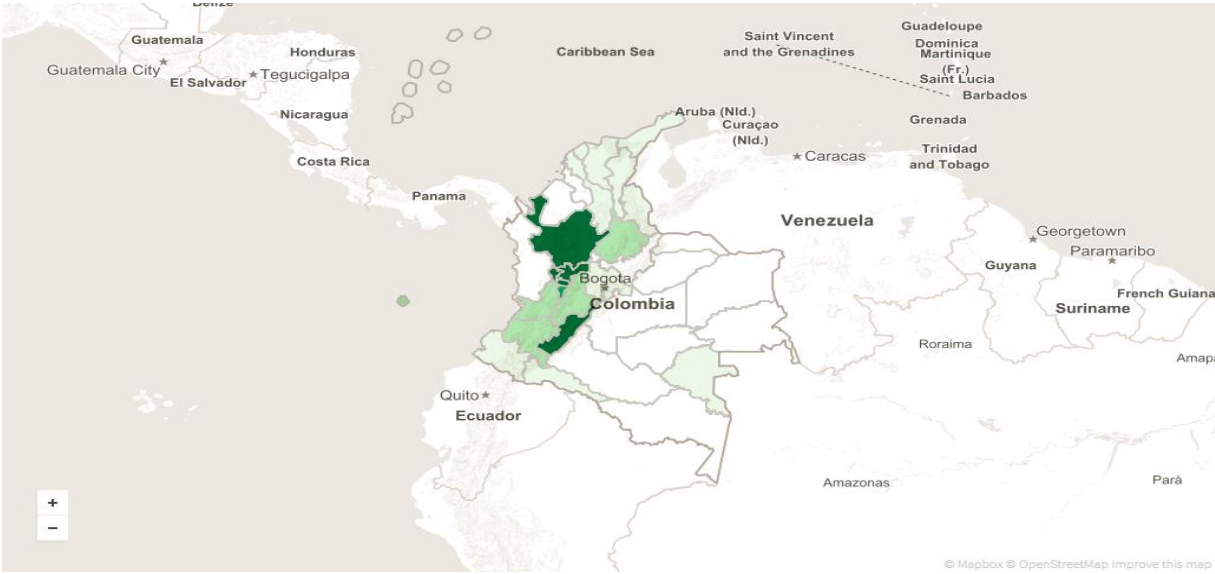 Belize
Guatemala
Guatemala City
Honduras
Tegucigalpa
El Salvador
Nicaragua
Costa Rica
Panama
Caribbean Sea
Saint Vincent
and the Grenadines
Guadeloupe
Dominica
Martinique
(Fr.)
Saint Lucia
Barbados
Grenada
Aruba (Nld.)
Curaçao
(Nld.)
Caracas
Trinidad
and Tobago
Venezuela
Georgetown
Paramaribo
Guyana
French Guiana
Suriname
Bogota
Colombia
Roraima
Amapá
Quito
Ecuador
Amazonas
Pará
+
−
© Mapbox © OpenStreetMap Improve this map